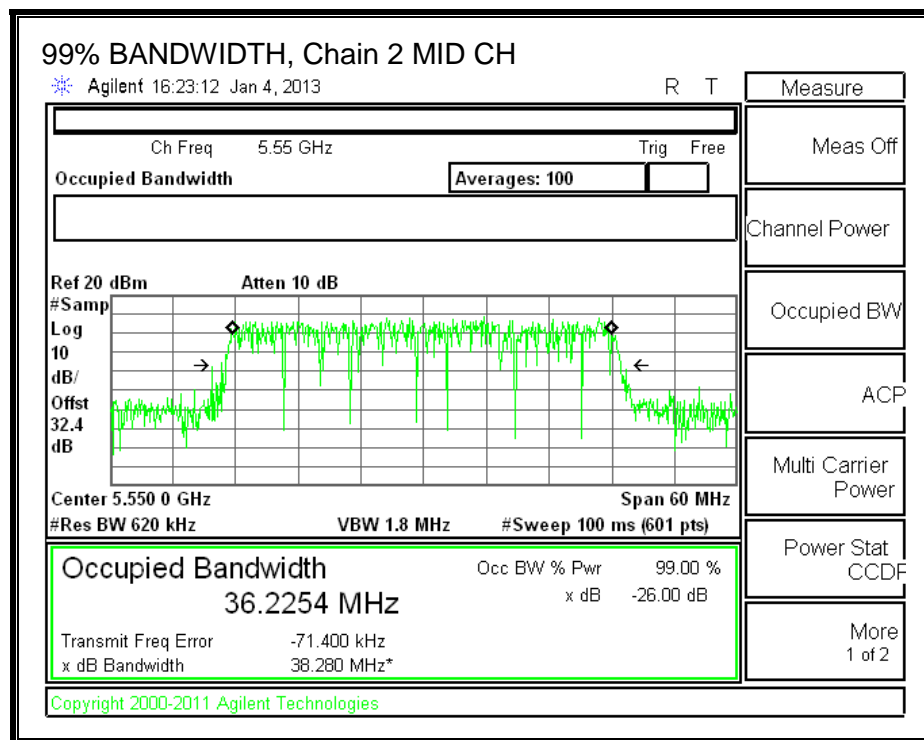 99% BANDWIDTH, Chain 2 MID CH
Agilent 16:23:12 Jan 4, 2013 R T
Measure
Ch Freq 5.55 GHz Trig Free
Occupied Bandwidth Averages: 100
Ref 20 dBm Atten 10 dB
#Samp
Log
10
dB/
Offst
32.4
dB
Center 5.550 0 GHz Span 60 MHz
#Res BW 620 kHz VBW 1.8 MHz #Sweep 100 ms (601 pts)
Occupied Bandwidth Occ BW % Pwr 99.00 %
36.2254 MHz x dB -26.00 dB
Transmit Freq Error -71.400 kHz
x dB Bandwidth 38.280 MHz*
Copyright 2000-2011 Agilent Technologies
Meas Off
Channel Power
Occupied BW
ACP
Multi Carrier
Power
Power Stat
CCDF
More
1 of 2